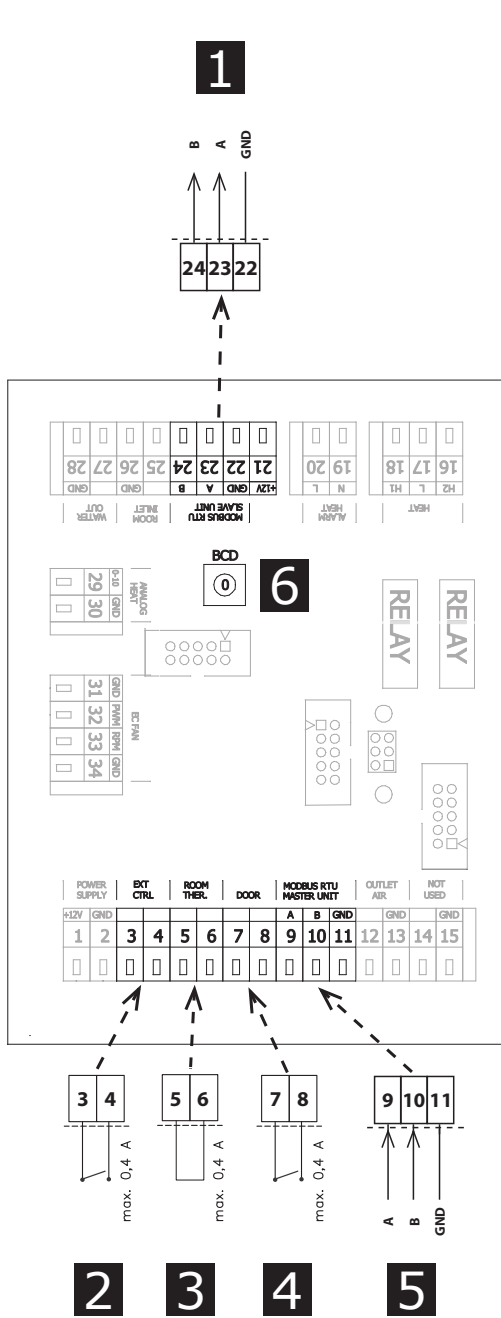 1
B
A
GND
24 23 22
28 27 26 25 24 23 22 21
GND GND B A GND +12V
WATER OUT
ROOM INLET
MODBUS RTU SLAVE UNIT
20 19
L N
ALARM HEAT
18 17 16
H1 L H2
HEAT
BCD
0
6
29 0-10
30 GND
ANALOG HEAT
RELAY
RELAY
31 GND
32 PWM
33 RPM
34 GND
EC FAN
POWER SUPPLY
EXT CTRL
ROOM THER.
DOOR
MODBUS RTU MASTER UNIT
OUTLET AIR
NOT USED
+12V GND A B GND GND GND
1 2 3 4 5 6 7 8 9 10 11 12 13 14 15
3 4
max. 0,4 A
5 6
max. 0,4 A
7 8
max. 0,4 A
9 10 11
A
B
GND
2
3
4
5